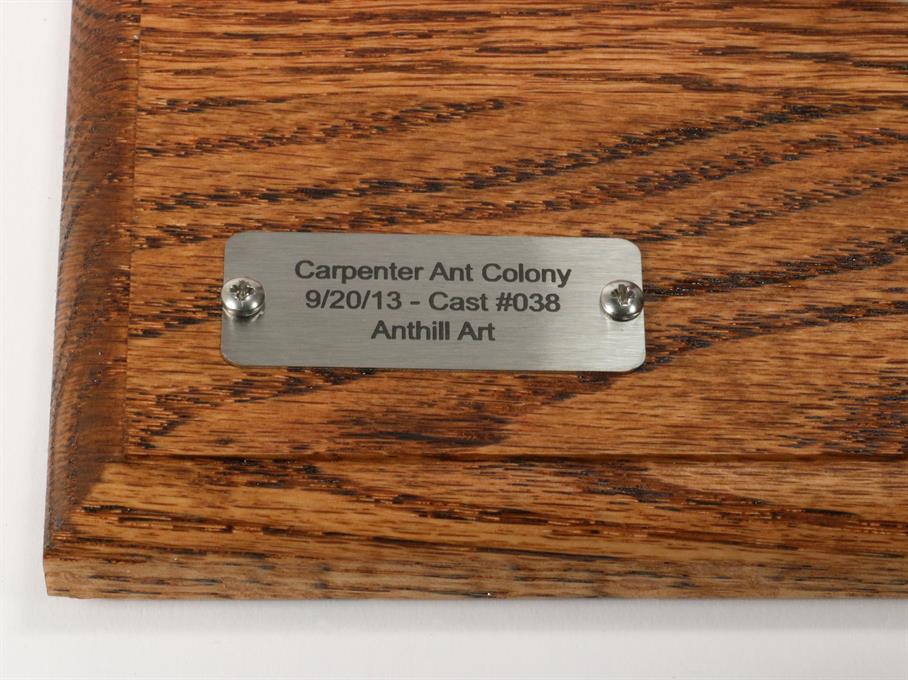 Carpenter Ant Colony
9/20/13 - Cast #038
Anthill Art